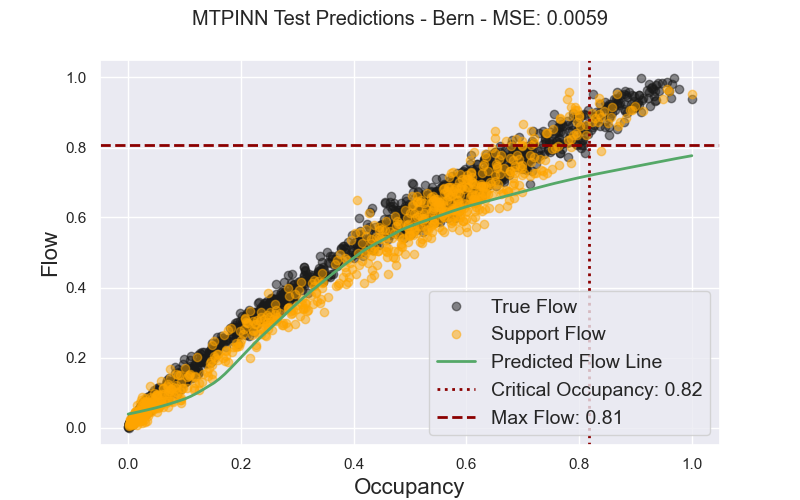 MTPINN Test Predictions - Bern - MSE: 0.0059
Flow
1.0
0.8
0.6
0.4
0.2
0.0
True Flow
Support Flow
Predicted Flow Line
Critical Occupancy: 0.82
Max Flow: 0.81
0.0 0.2 0.4 0.6 0.8 1.0
Occupancy